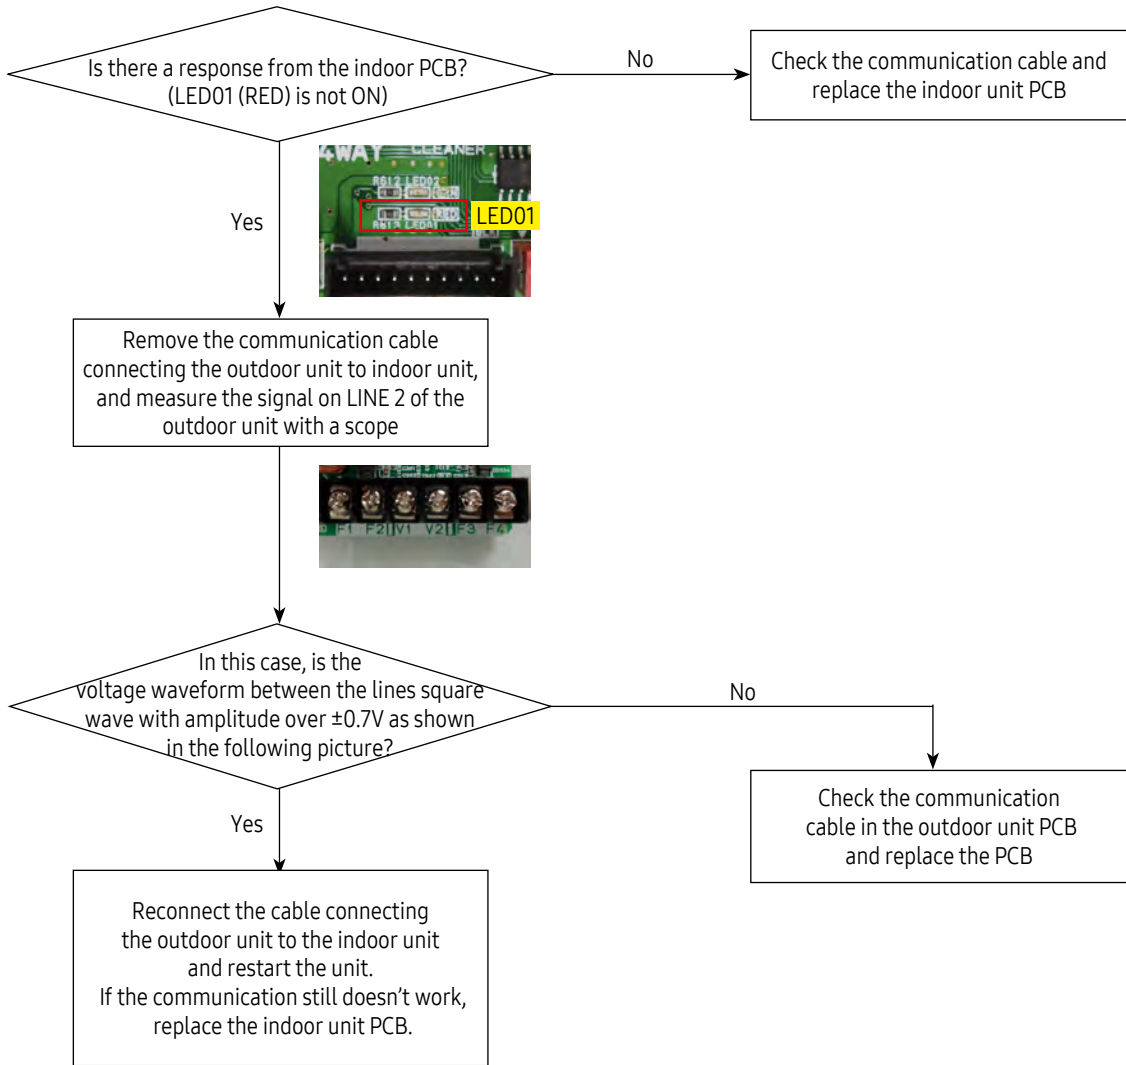 Is there a response from the indoor PCB?
(LED01 (RED) is not ON)
No
Check the communication cable and
replace the indoor unit PCB
Yes
4WAY CLEANER
R612 LED02
RED
R613 LED01
LED01
Remove the communication cable
connecting the outdoor unit to indoor unit,
and measure the signal on LINE 2 of the
outdoor unit with a scope
F1 F2 V1 V2 F3 F4
In this case, is the
voltage waveform between the lines square
wave with amplitude over ±0.7V as shown
in the following picture?
No
Check the communication
cable in the outdoor unit PCB
and replace the PCB
Yes
Reconnect the cable connecting
the outdoor unit to the indoor unit
and restart the unit.
If the communication still doesn't work,
replace the indoor unit PCB.